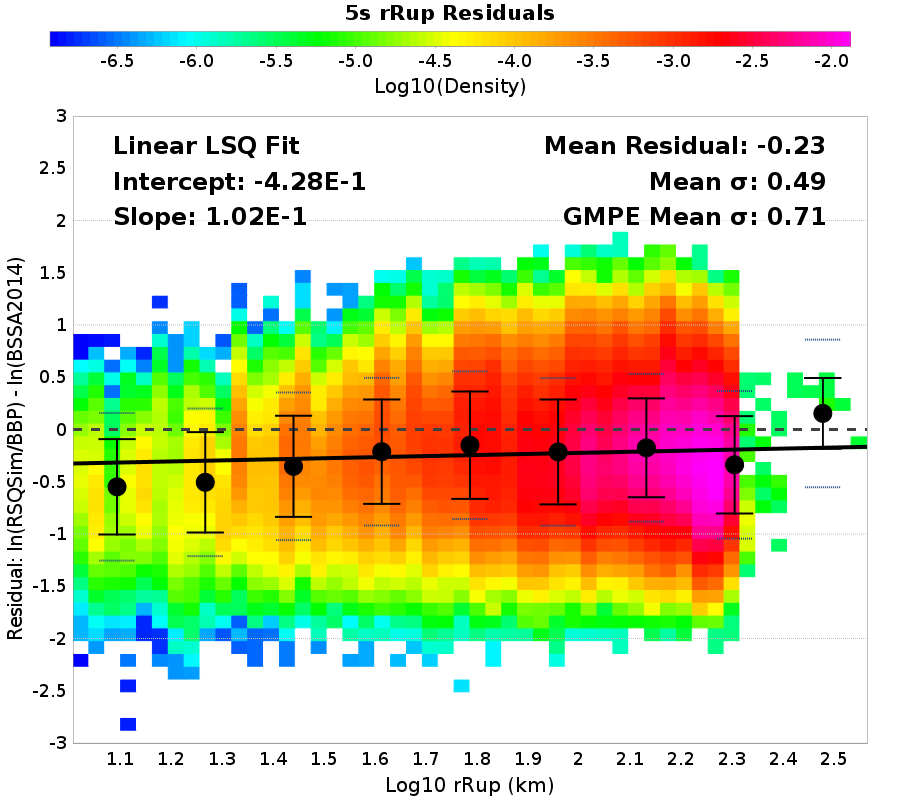 5s rRup Residuals
-6.5 -6.0 -5.5 -5.0 -4.5 -4.0 -3.5 -3.0 -2.5 -2.0
Log10(Density)
Linear LSQ Fit
Intercept: -4.28E-1
Slope: 1.02E-1
Mean Residual: -0.23
Mean σ: 0.49
GMPE Mean σ: 0.71
Residual: ln(RSQSim/BBP) - ln(BSSA2014)
3
2.5
2
1.5
1
0.5
0
-0.5
-1
-1.5
-2
-2.5
-3
1.1 1.2 1.3 1.4 1.5 1.6 1.7 1.8 1.9 2 2.1 2.2 2.3 2.4 2.5
Log10 rRup (km)